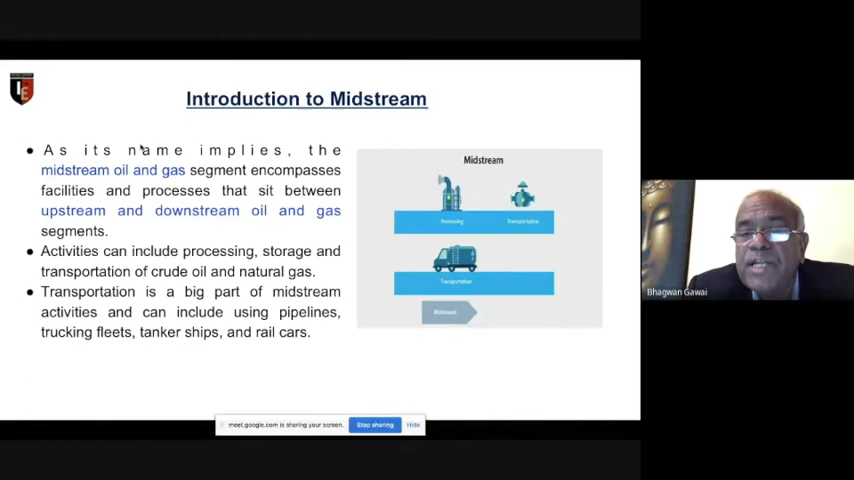 Introduction to Midstream
● As its name implies, the
midstream oil and gas segment encompasses
facilities and processes that sit between
upstream and downstream oil and gas
segments.
● Activities can include processing, storage and
transportation of crude oil and natural gas.
● Transportation is a big part of midstream
activities and can include using pipelines,
trucking fleets, tanker ships, and rail cars.
Midstream
Processing
Transportation
Transportation
Midstream
Bhagwan Gawai
meet.google.com is sharing your screen.
Stop sharing
Hide